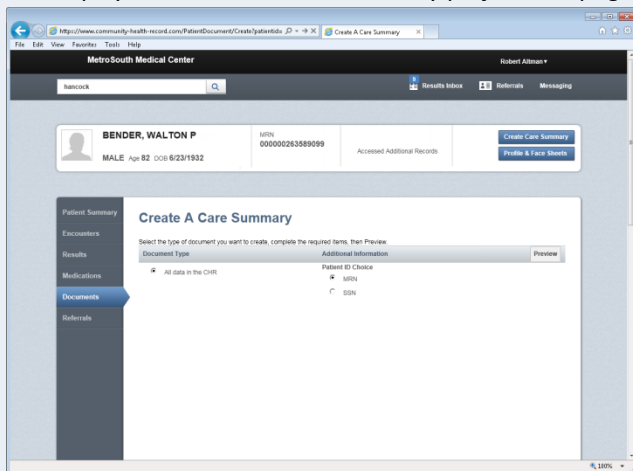 https://www.community-health-record.com/PatientDocument/Create?patientid=
Create A Care Summary
File Edit View Favorites Tools Help
MetroSouth Medical Center
Robert Altman
hancock
Results Inbox
Referrals
Messaging
BENDER, WALTON P
MALE Age 82 DOB 6/23/1932
MRN
000000263589099
Accessed Additional Records
Create Care Summary
Profile & Face Sheets
Patient Summary
Encounters
Results
Medications
Documents
Referrals
Create A Care Summary
Select the type of document you want to create, complete the required items, then Preview.
Document Type
Additional Information
Preview
All data in the CHR
Patient ID Choice
MRN
SSN
100%